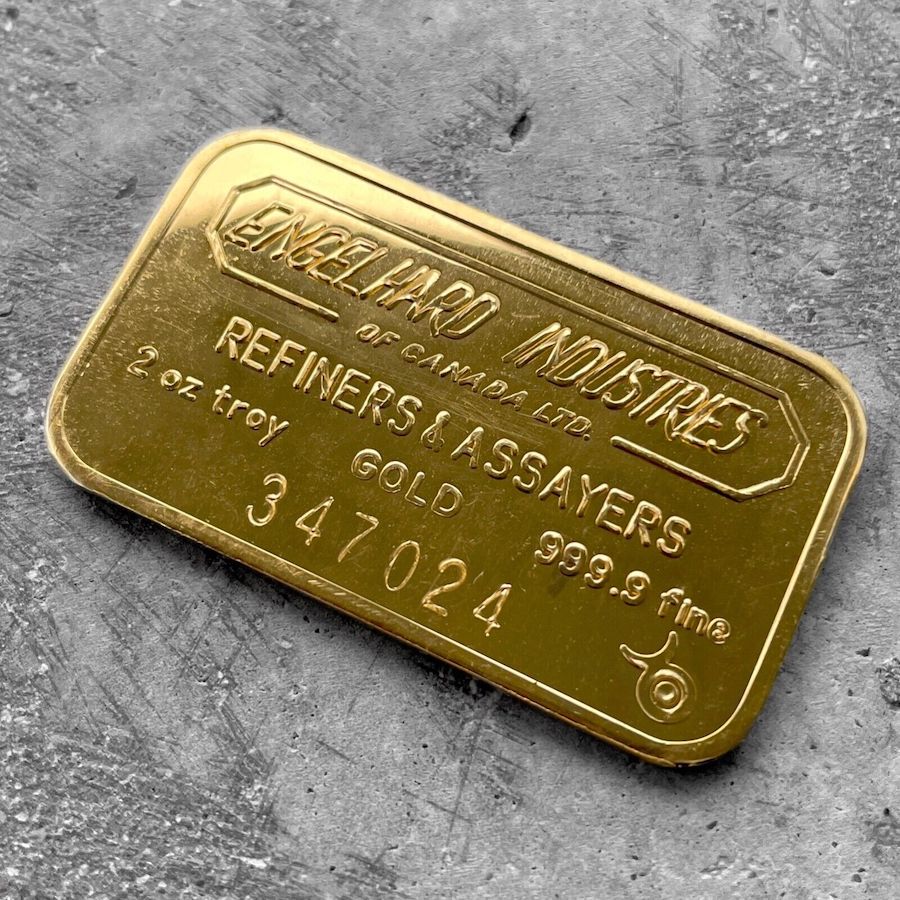 ENGELHARD INDUSTRIES
OF CANADA LTD.
REFINERS & ASSAYERS
2 oz troy GOLD 999.9 fine
347024